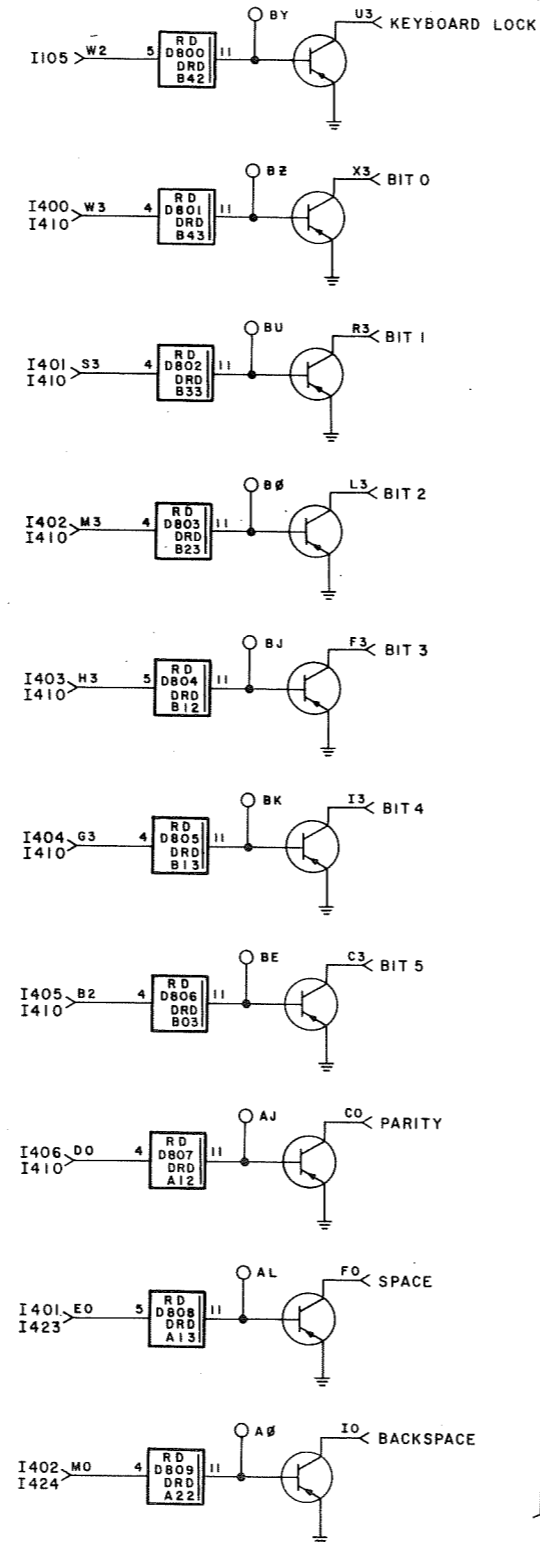 BY U3 KEYBOARD LOCK
I105 W2 5 RD 11
D800
DRD
B42
BZ X3 BIT 0
I400 W3 4 RD 11
I410 D801
DRD
B43
BU R3 BIT 1
I401 S3 4 RD 11
I410 D802
DRD
B33
BØ L3 BIT 2
I402 M3 4 RD 11
I410 D803
DRD
B23
BJ F3 BIT 3
I403 H3 5 RD 11
I410 D804
DRD
B12
BK I3 BIT 4
I404 G3 4 RD 11
I410 D805
DRD
B13
BE C3 BIT 5
I405 B2 4 RD 11
I410 D806
DRD
B03
AJ C0 PARITY
I406 D0 4 RD 11
I410 D807
DRD
A12
AL F0 SPACE
I401 E0 5 RD 11
I423 D808
DRD
A13
AØ I0 BACKSPACE
I402 M0 4 RD 11
I424 D809
DRD
A22